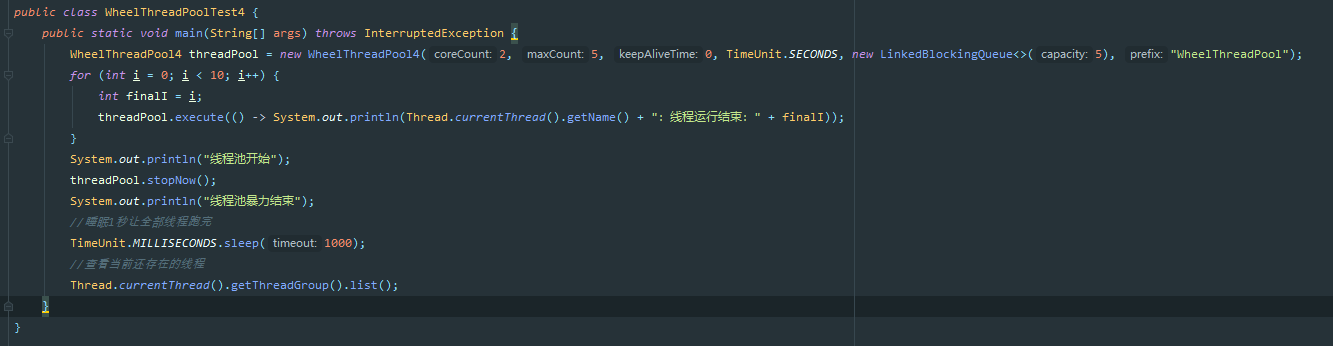 public class WheelThreadPoolTest4 {
public static void main(String[] args) throws InterruptedException {
WheelThreadPool4 threadPool = new WheelThreadPool4( coreCount: 2, maxCount: 5, keepAliveTime: 0, TimeUnit.SECONDS, new LinkedBlockingQueue<>( capacity: 5), prefix: "WheelThreadPool");
for (int i = 0; i < 10; i++) {
int finalI = i;
threadPool.execute(() -> System.out.println(Thread.currentThread().getName() + ": 线程运行结束: " + finalI));
}
System.out.println("线程池开始");
threadPool.stopNow();
System.out.println("线程池暴力结束");
//睡眠1秒让全部线程跑完
TimeUnit.MILLISECONDS.sleep( timeout: 1000);
//查看当前还存在的线程
Thread.currentThread().getThreadGroup().list();
}
}